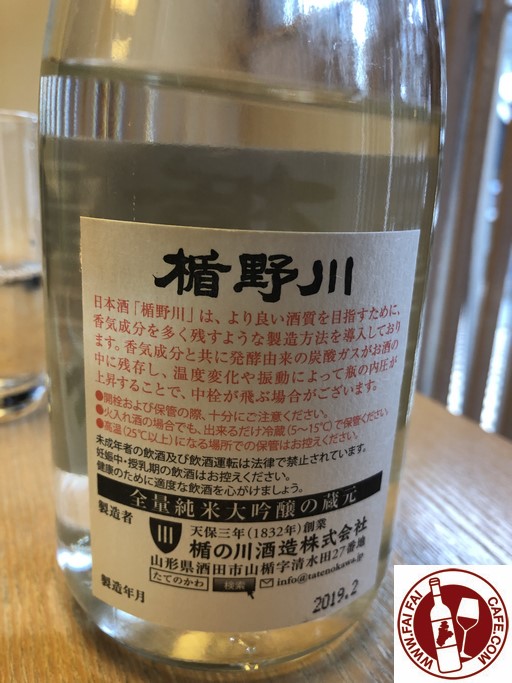 楯野川
日本酒「楯野川」は、より良い酒質を目指すために、
香気成分を多く残すような製造方法を導入しており
ます。香気成分と共に発酵由来の炭酸ガスがお酒の
中に残存し、温度変化や振動によって瓶の内圧が
上昇することで、中栓が飛ぶ場合がございます。
●開栓および保管の際、十分にご注意ください。
●火入れ酒の場合でも、出来るだけ冷蔵(5〜15℃)で保管ください。
●高温(25℃以上)になる場所での保管はお控えください。
未成年者の飲酒及び飲酒運転は法律で禁止されています。
妊娠中・授乳期の飲酒はお控えください。
健康のために適度な飲酒を心がけましょう。
全量純米大吟醸の蔵元
製造者
天保三年(1832年)創業
楯の川酒造株式会社
山形県酒田市山楯字清水田27番地
たてのかわ 検索 info@tatenokawa.jp
製造年月
2019.2
WWW.FAI FAI CAFE.COM